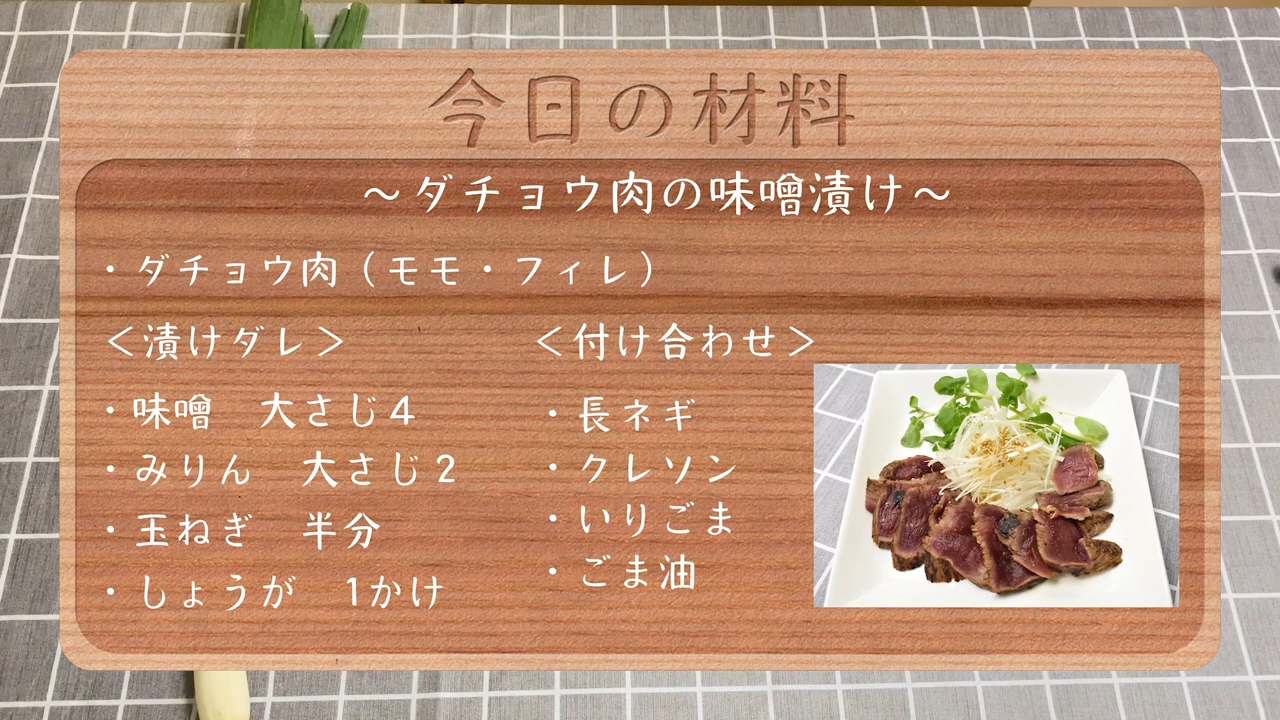 今日の材料
～ダチョウ肉の味噌漬け～
・ダチョウ肉（モモ・フィレ）
＜漬けダレ＞
・味噌　大さじ４
・みりん　大さじ２
・玉ねぎ　半分
・しょうが　1かけ
＜付け合わせ＞
・長ネギ
・クレソン
・いりごま
・ごま油